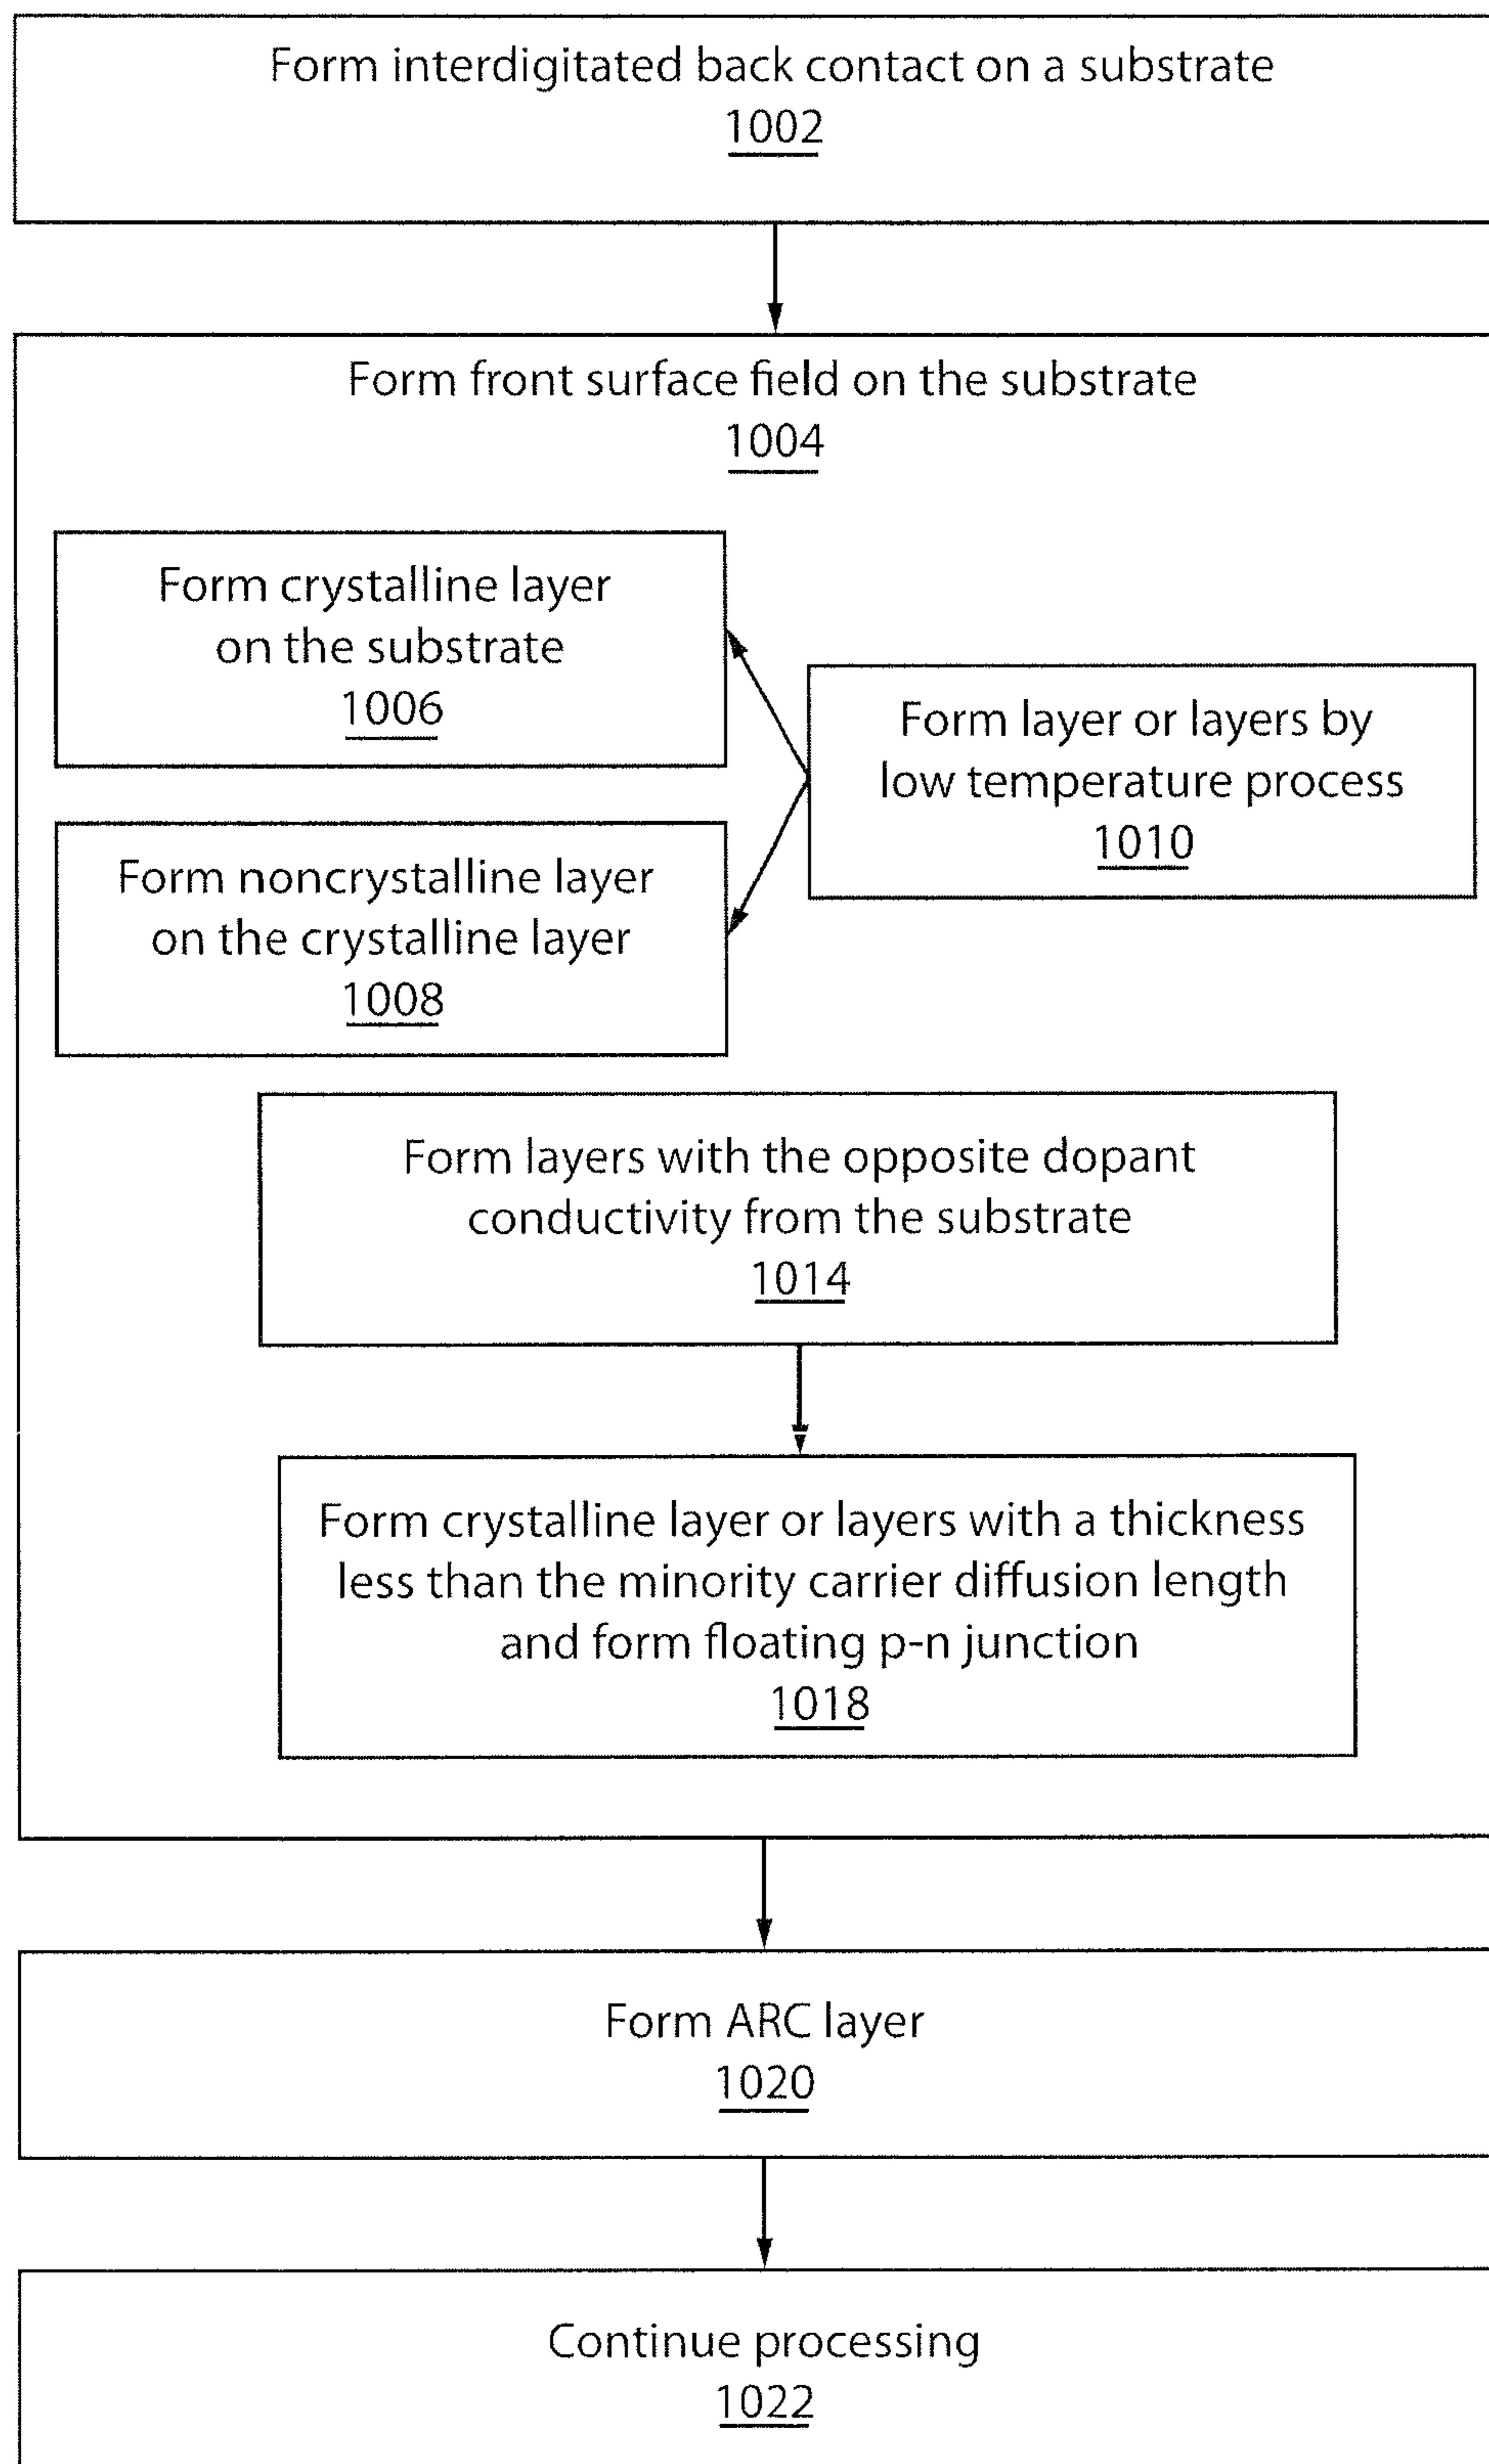 Form interdigitated back contact on a substrate
1002
Form front surface field on the substrate
1004
Form crystalline layer
on the substrate
1006
Form layer or layers by
low temperature process
1010
Form noncrystalline layer
on the crystalline layer
1008
Form layers with the opposite dopant
conductivity from the substrate
1014
Form crystalline layer or layers with a thickness
less than the minority carrier diffusion length
and form floating p-n junction
1018
Form ARC layer
1020
Continue processing
1022